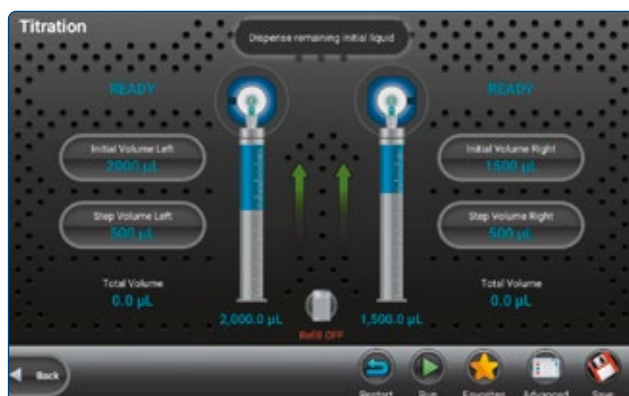 Titration
Dispense remaining initial liquid
READY
READY
Initial Volume Left
2000 µL
Initial Volume Right
1500 µL
Step Volume Left
500 µL
Step Volume Right
500 µL
Total Volume
0.0 µL
Total Volume
0.0 µL
2,000.0 µL
1,500.0 µL
Refill OFF
Back
Restart
Run
Favorites
Advanced
Save